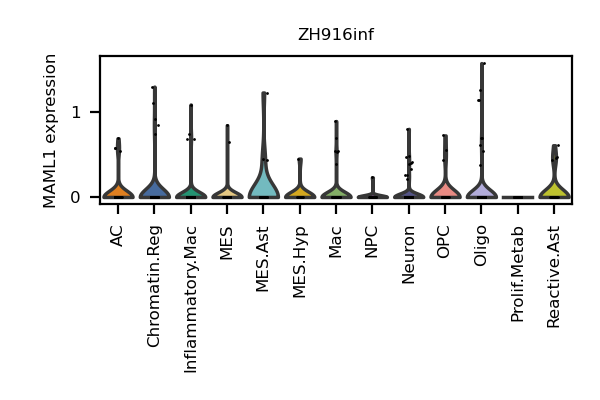 ZH916inf
MAML1 expression
1
0
AC
Chromatin.Reg
Inflammatory.Mac
MES
MES.Ast
MES.Hyp
Mac
NPC
Neuron
OPC
Oligo
Prolif.Metab
Reactive.Ast